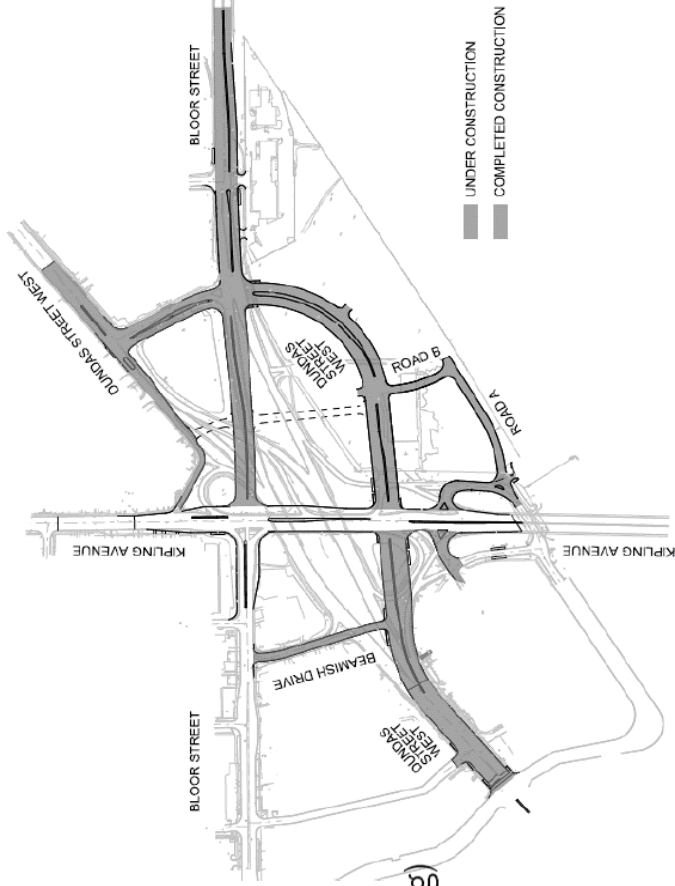 BLOOR STREET
UNDER CONSTRUCTION
COMPLETED CONSTRUCTION
DUNDAS STREET WEST
DUNDAS
STREET
WEST
ROAD B
ROAD A
KIPLING AVENUE
KIPLING AVENUE
BEAMISH DRIVE
BLOOR STREET
DUNDAS
STREET
WEST